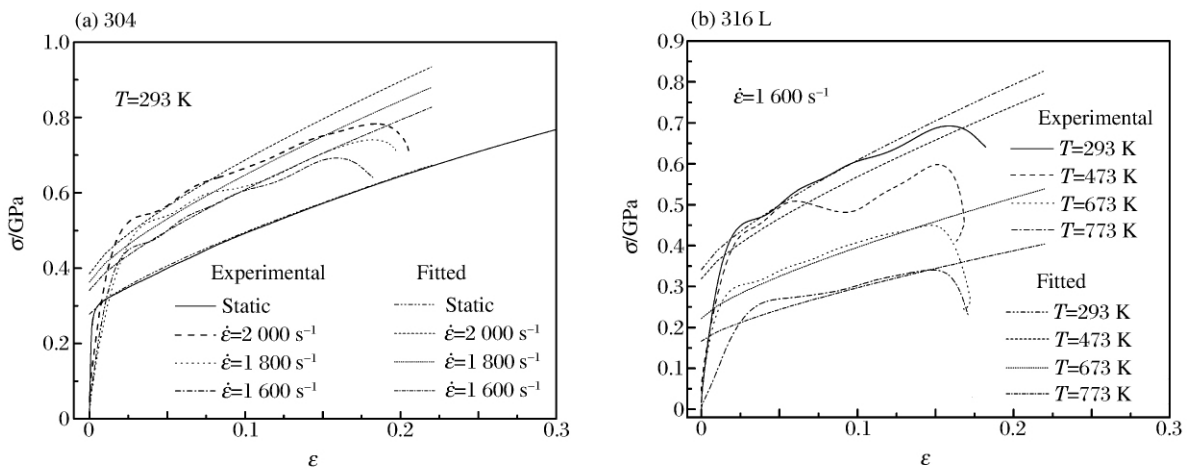 (a) 304
1.0
0.8
0.6
0.4
0.2
0
σ/GPa
T=293 K
Experimental
Static
ε̇=2 000 s⁻¹
ε̇=1 800 s⁻¹
ε̇=1 600 s⁻¹
Fitted
Static
ε̇=2 000 s⁻¹
ε̇=1 800 s⁻¹
ε̇=1 600 s⁻¹
0 0.1 0.2 0.3
ε
(b) 316 L
0.9
0.8
0.7
0.6
0.5
0.4
0.3
0.2
0.1
0
σ/GPa
ε̇=1 600 s⁻¹
Experimental
T=293 K
T=473 K
T=673 K
T=773 K
Fitted
T=293 K
T=473 K
T=673 K
T=773 K
0 0.1 0.2 0.3
ε